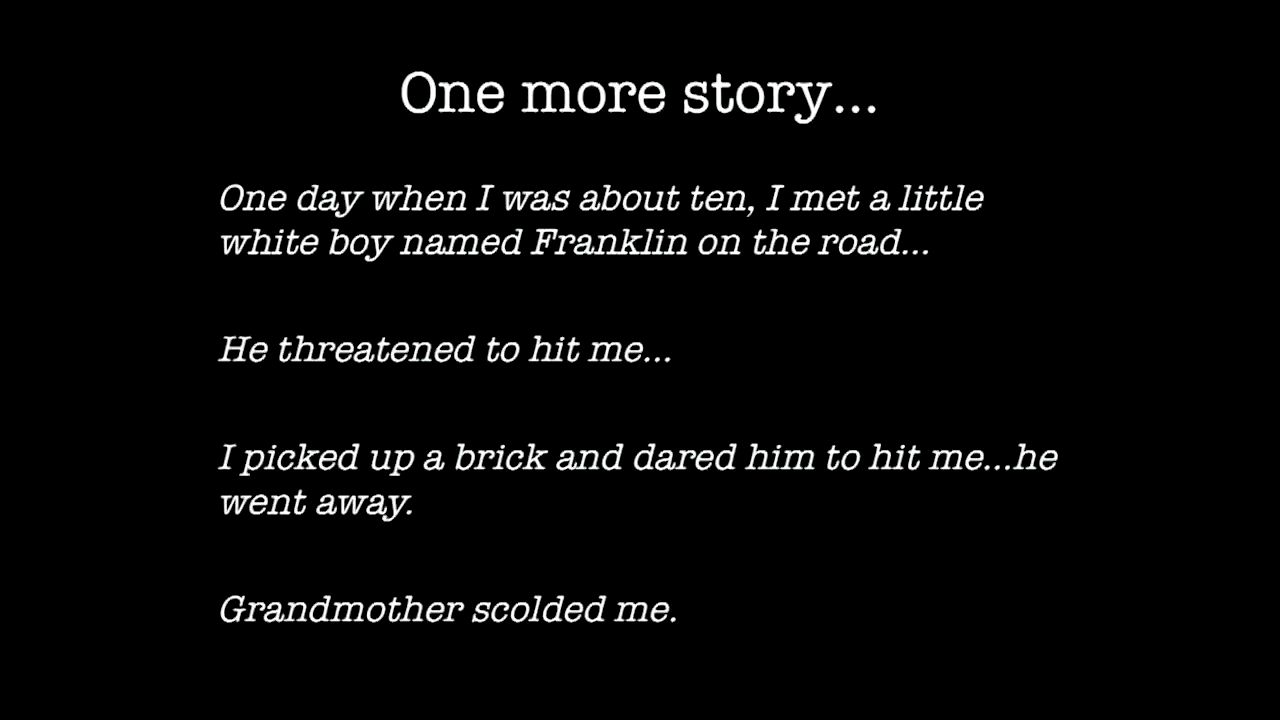 One more story...
One day when I was about ten, I met a little
white boy named Franklin on the road...
He threatened to hit me...
I picked up a brick and dared him to hit me...he
went away.
Grandmother scolded me.